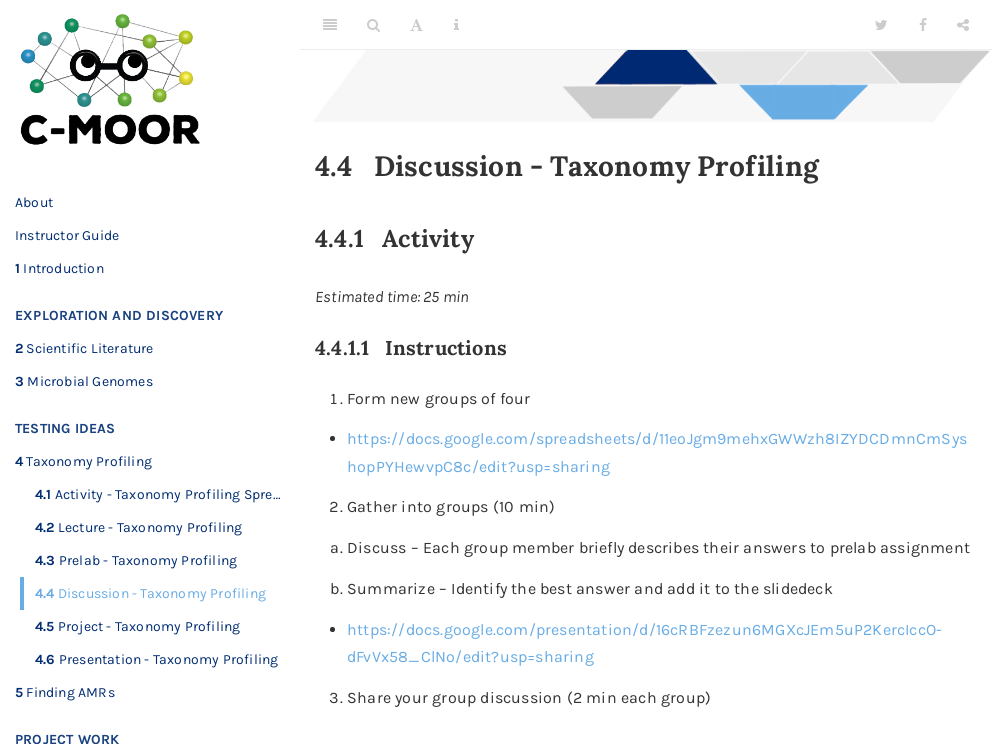 C-MOOR
About
Instructor Guide
1 Introduction
EXPLORATION AND DISCOVERY
2 Scientific Literature
3 Microbial Genomes
TESTING IDEAS
4 Taxonomy Profiling
4.1 Activity - Taxonomy Profiling Spre...
4.2 Lecture - Taxonomy Profiling
4.3 Prelab - Taxonomy Profiling
4.4 Discussion - Taxonomy Profiling
4.5 Project - Taxonomy Profiling
4.6 Presentation - Taxonomy Profiling
5 Finding AMRs
PROJECT WORK
4.4 Discussion - Taxonomy Profiling
4.4.1 Activity
Estimated time: 25 min
4.4.1.1 Instructions
1. Form new groups of four
• https://docs.google.com/spreadsheets/d/11eoJgm9mehxGWWzh8IZYDCDmnCmSys
hopPYHewvpC8c/edit?usp=sharing
2. Gather into groups (10 min)
a. Discuss – Each group member briefly describes their answers to prelab assignment
b. Summarize – Identify the best answer and add it to the slidedeck
• https://docs.google.com/presentation/d/16cRBFzezun6MGXcJEm5uP2KercIccO-
dFvVx58_ClNo/edit?usp=sharing
3. Share your group discussion (2 min each group)